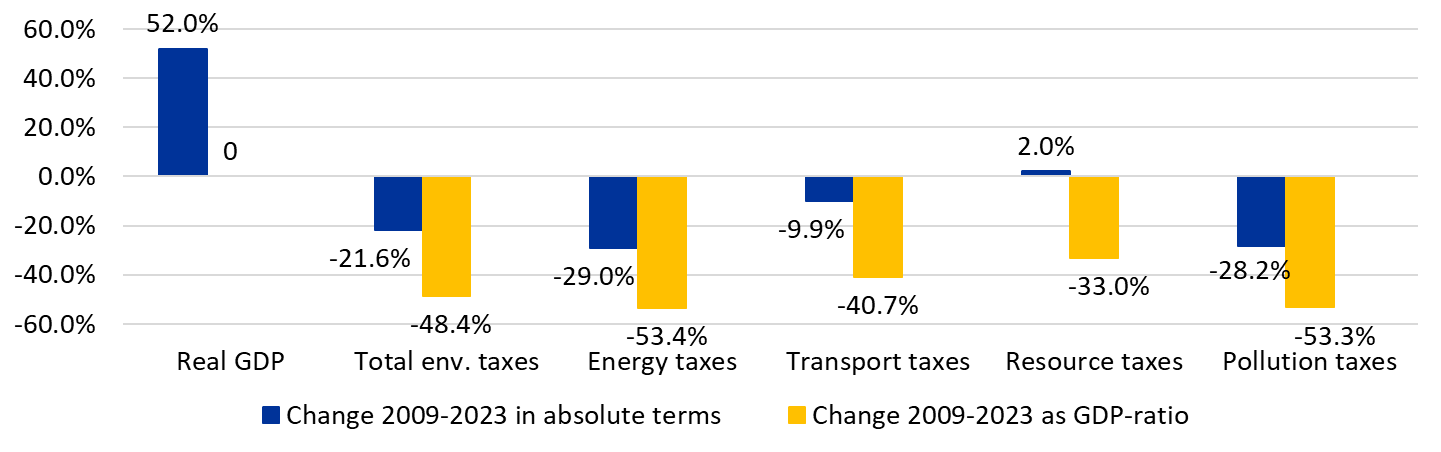 60.0%
40.0%
20.0%
0.0%
-20.0%
-40.0%
-60.0%
52.0%
0
-21.6%
-48.4%
-29.0%
-53.4%
-9.9%
-40.7%
2.0%
-33.0%
-28.2%
-53.3%
Real GDP
Total env. taxes
Energy taxes
Transport taxes
Resource taxes
Pollution taxes
Change 2009-2023 in absolute terms
Change 2009-2023 as GDP-ratio